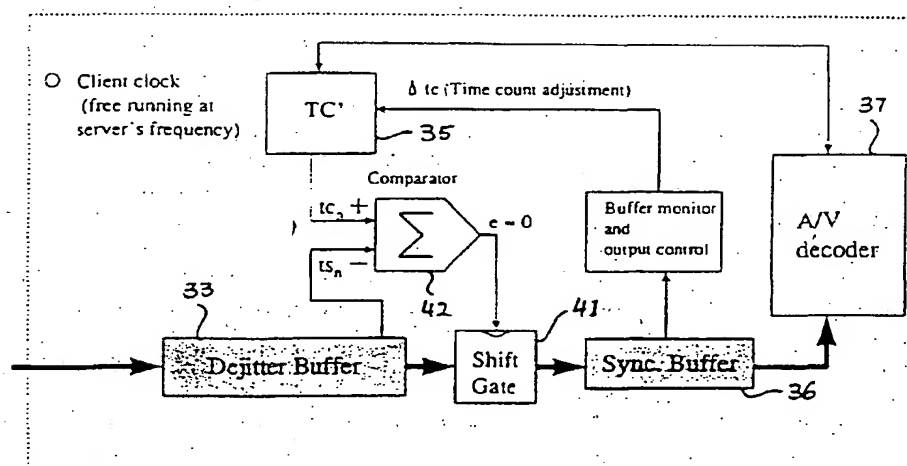 Client clock
(free running at
server's frequency)
TC'
35
Δ tc (Time count adjustment)
37
A/V
decoder
Comparator
tc +
Σ
e = 0
tsₙ −
42
Buffer monitor
and
output control
33
Dejitter Buffer
41
Shift
Gate
Sync. Buffer
36